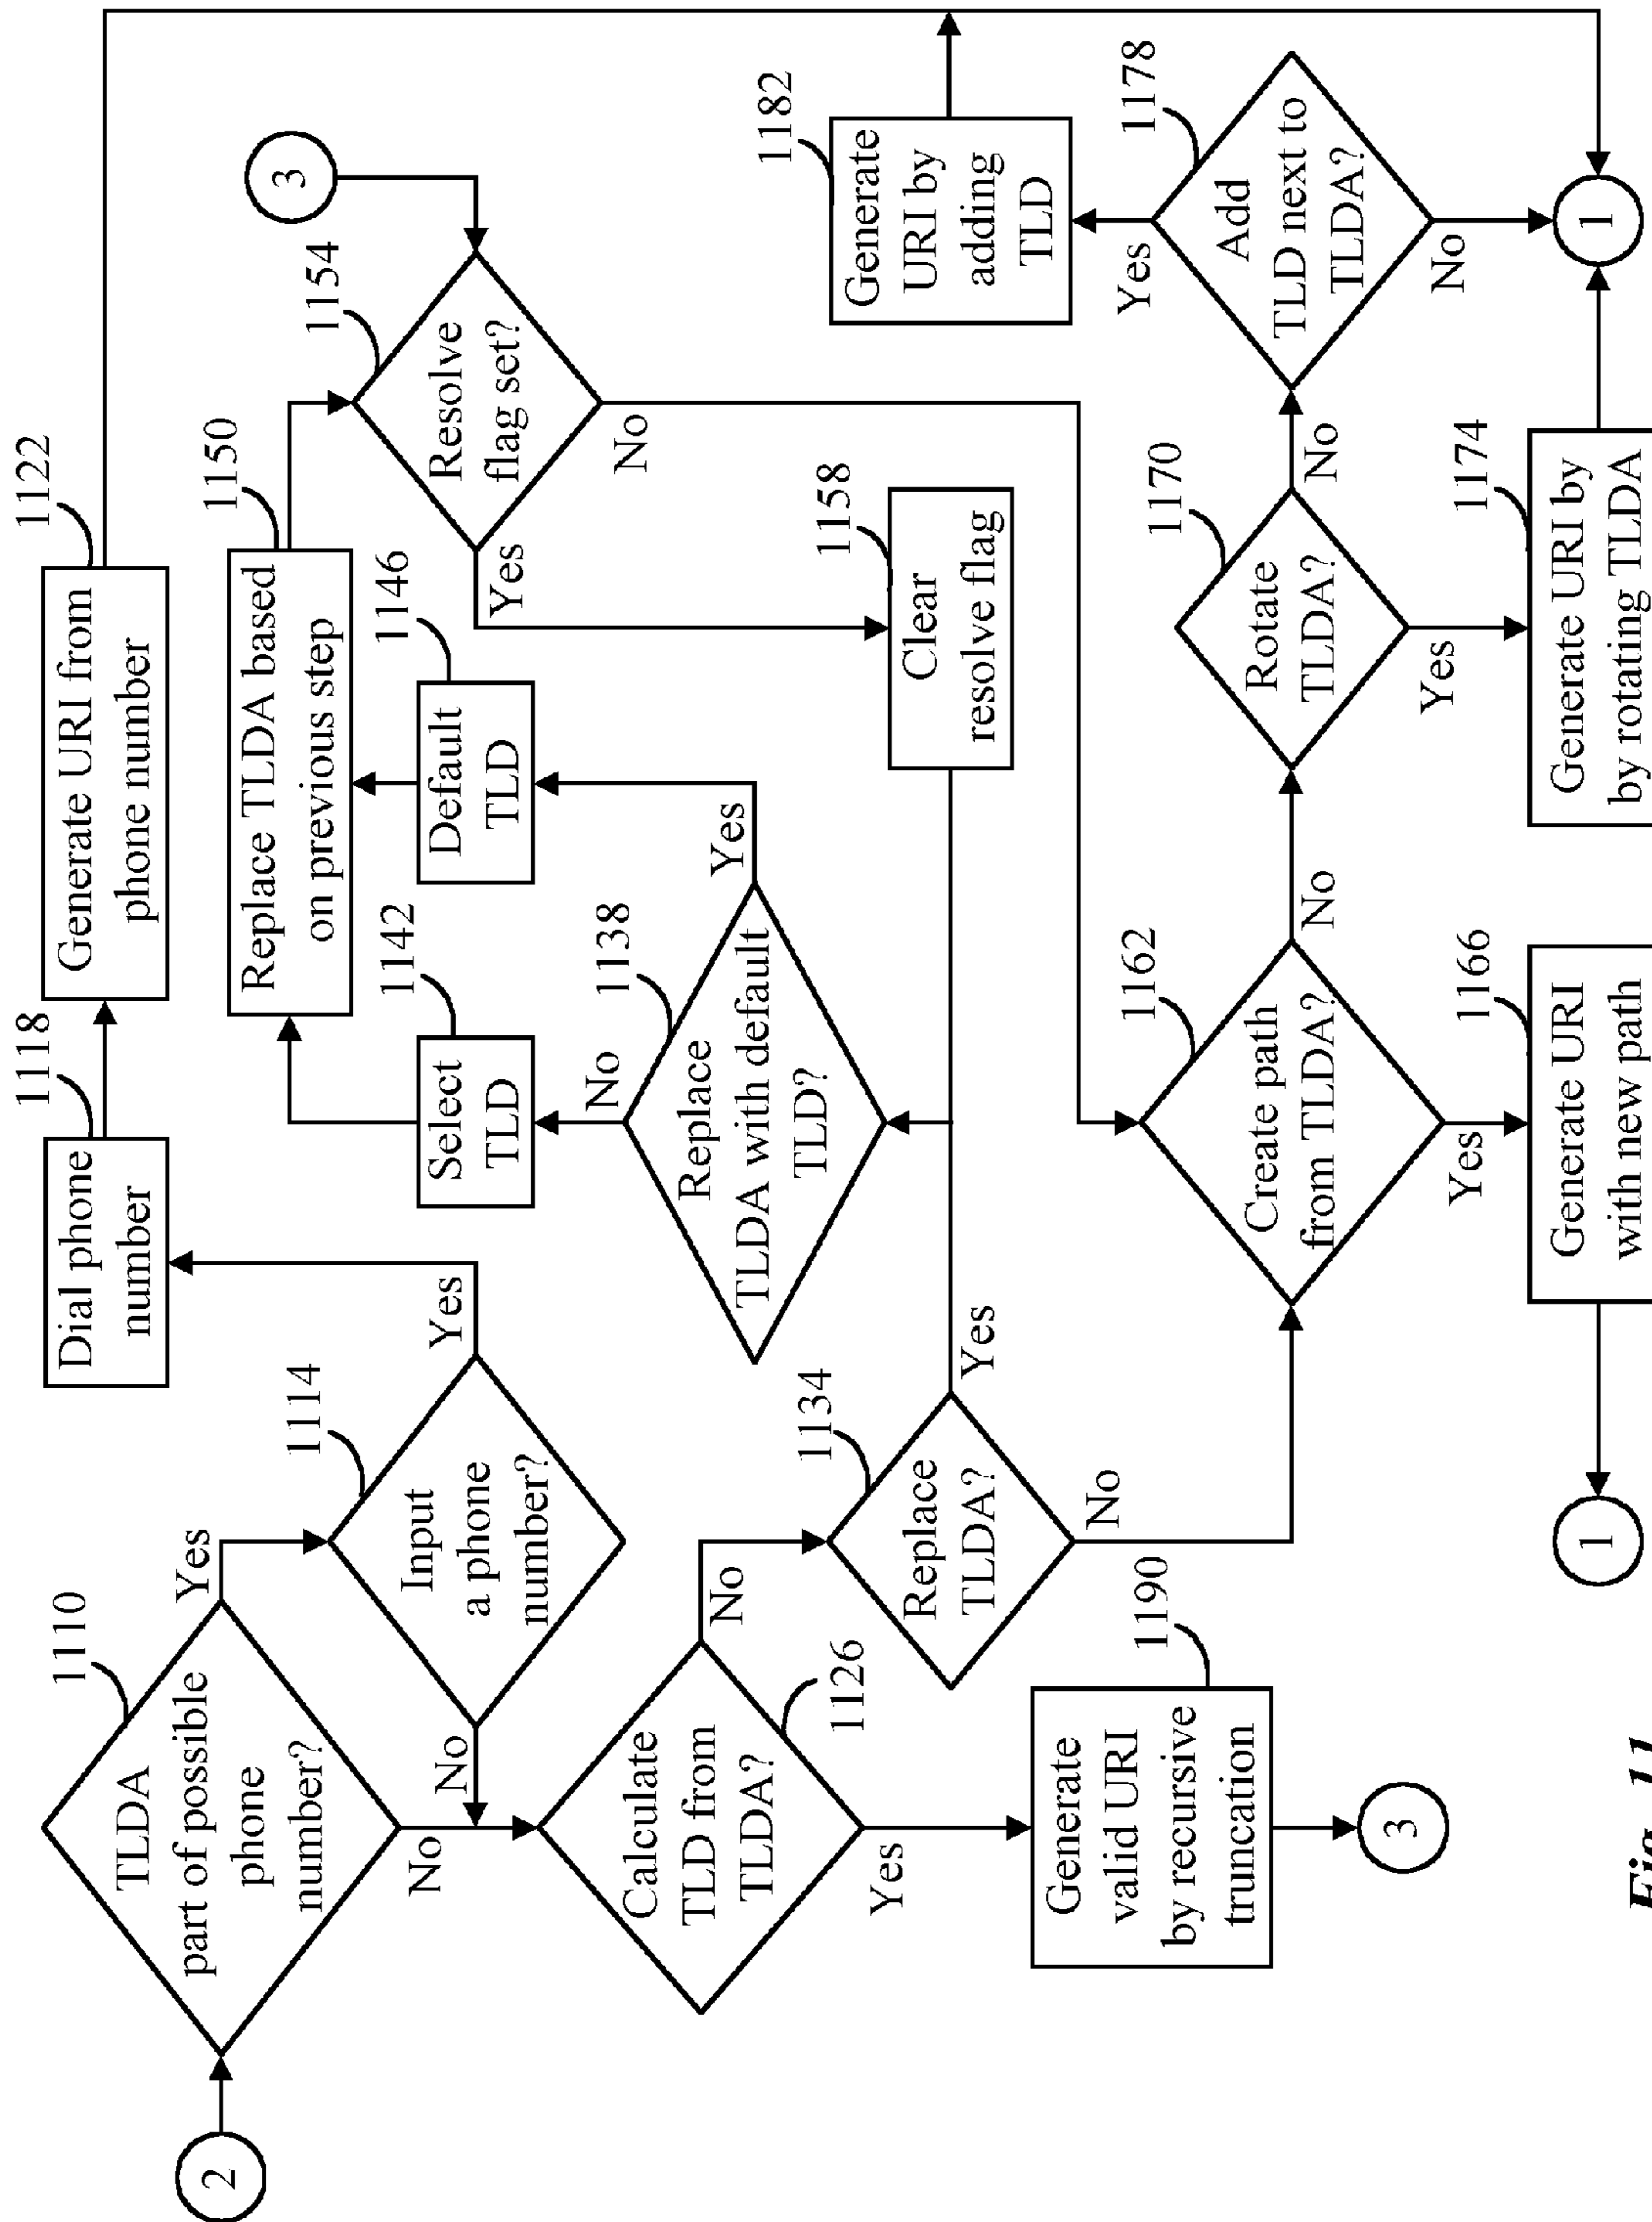 2
TLDA
part of possible
phone
number?
1110
Yes
No
Input
a phone
number?
1114
Yes
No
Dial phone
number
1118
Generate URI from
phone number
1122
Calculate
TLD from
TLDA?
1126
No
Yes
Generate
valid URI
by recursive
truncation
1190
3
Replace
TLDA?
1134
Yes
No
Replace
TLDA with default
TLD?
1138
No
Yes
Select
TLD
1142
Default
TLD
1146
Replace TLDA based
on previous step
1150
3
Resolve
flag set?
1154
Yes
No
Clear
resolve flag
1158
Create path
from TLDA?
1162
No
Yes
Generate URI
with new path
1166
1
Rotate
TLDA?
1170
No
Yes
Generate URI by
by rotating TLDA
1174
Add
TLD next to
TLDA?
1178
Yes
No
Generate
URI by
adding
TLD
1182
1
Fig. 11